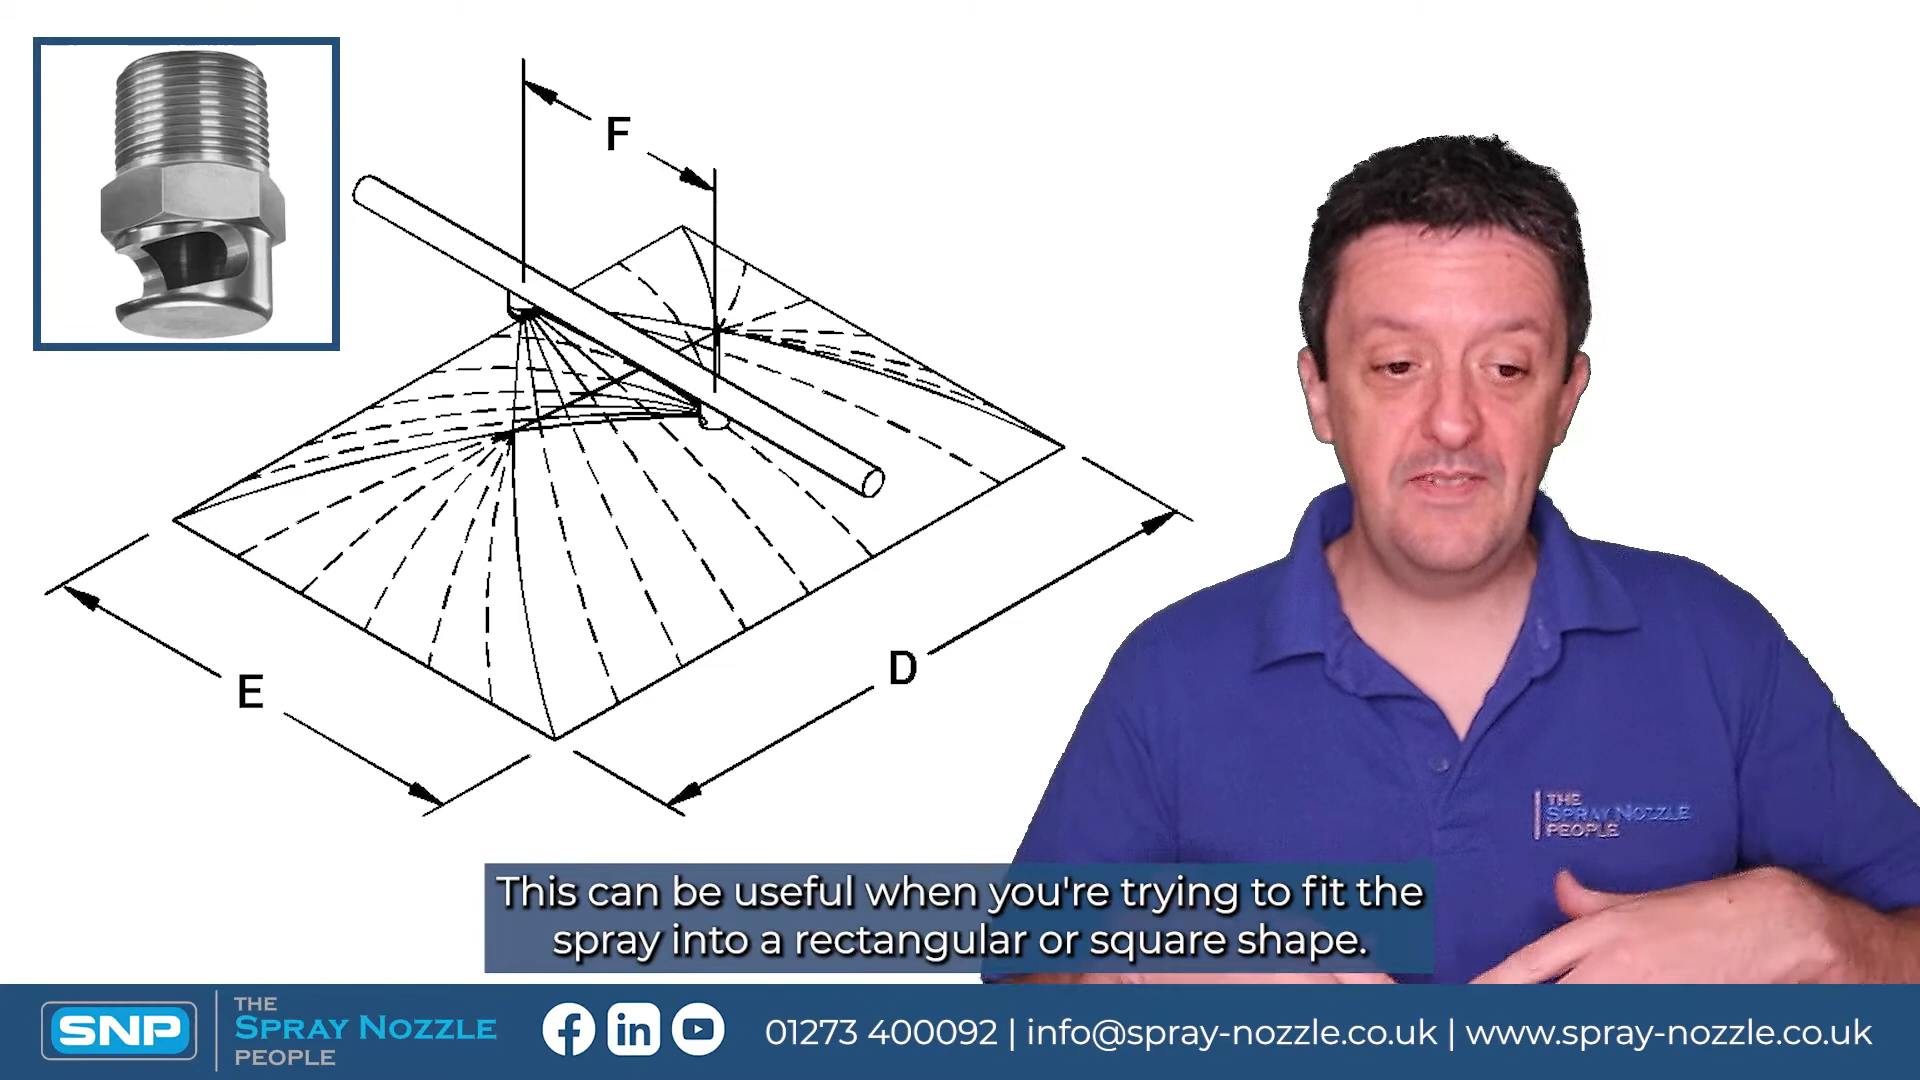 F
E
D
THE
SPRAY NOZZLE
PEOPLE
This can be useful when you're trying to fit the
spray into a rectangular or square shape.
SNP
THE
SPRAY NOZZLE
PEOPLE
in
01273 400092 | info@spray-nozzle.co.uk | www.spray-nozzle.co.uk